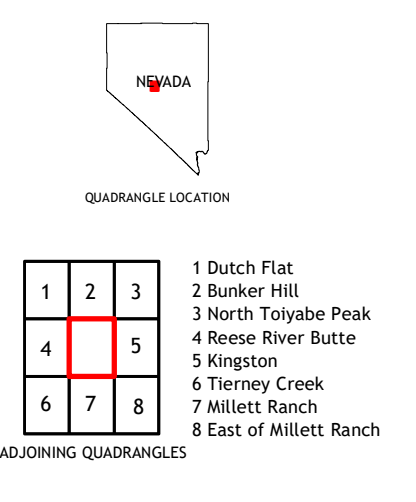 NEVADA
QUADRANGLE LOCATION
1 2 3
4 5
6 7 8
1 Dutch Flat
2 Bunker Hill
3 North Toiyabe Peak
4 Reese River Butte
5 Kingston
6 Tierney Creek
7 Millett Ranch
8 East of Millett Ranch
ADJOINING QUADRANGLES